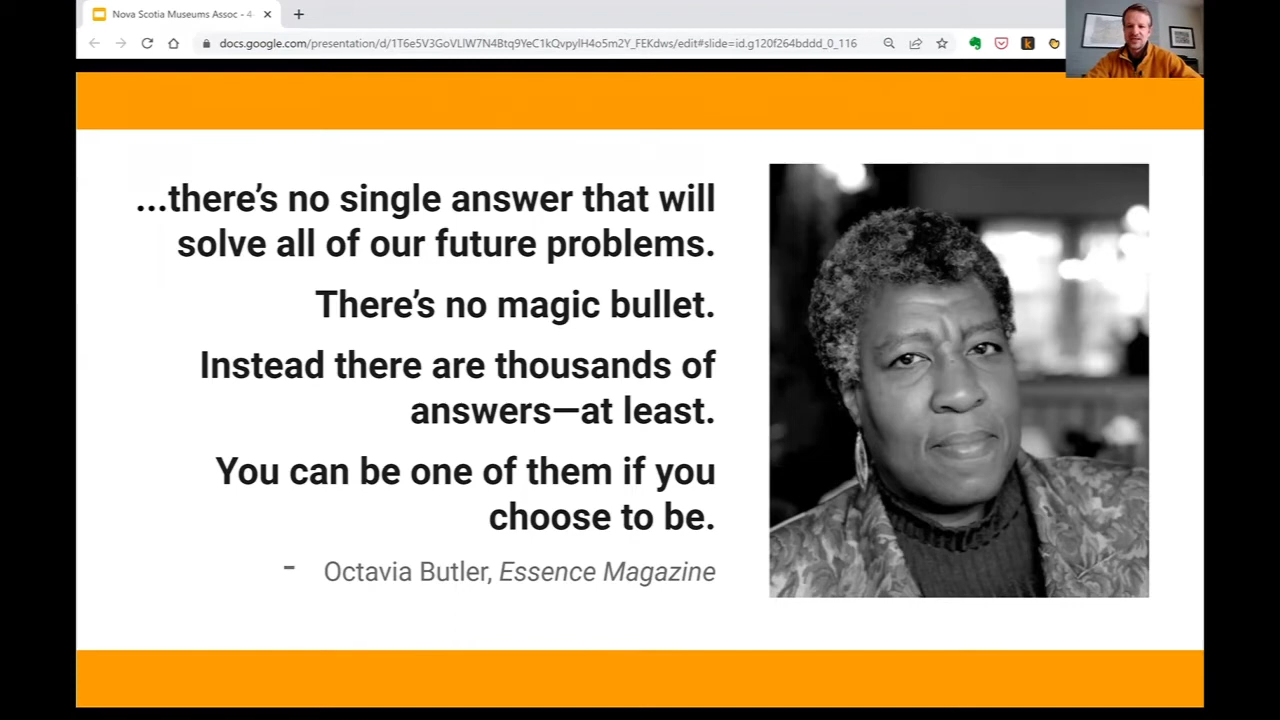 Nova Scotia Museums Assoc - 4
docs.google.com/presentation/d/1T6e5V3GoVLlW7N4Btq9YeC1kQvpylH4o5m2Y_FEKdws/edit#slide=id.g120f264bddd_0_116
...there's no single answer that will
solve all of our future problems.
There's no magic bullet.
Instead there are thousands of
answers—at least.
You can be one of them if you
choose to be.
- Octavia Butler, Essence Magazine